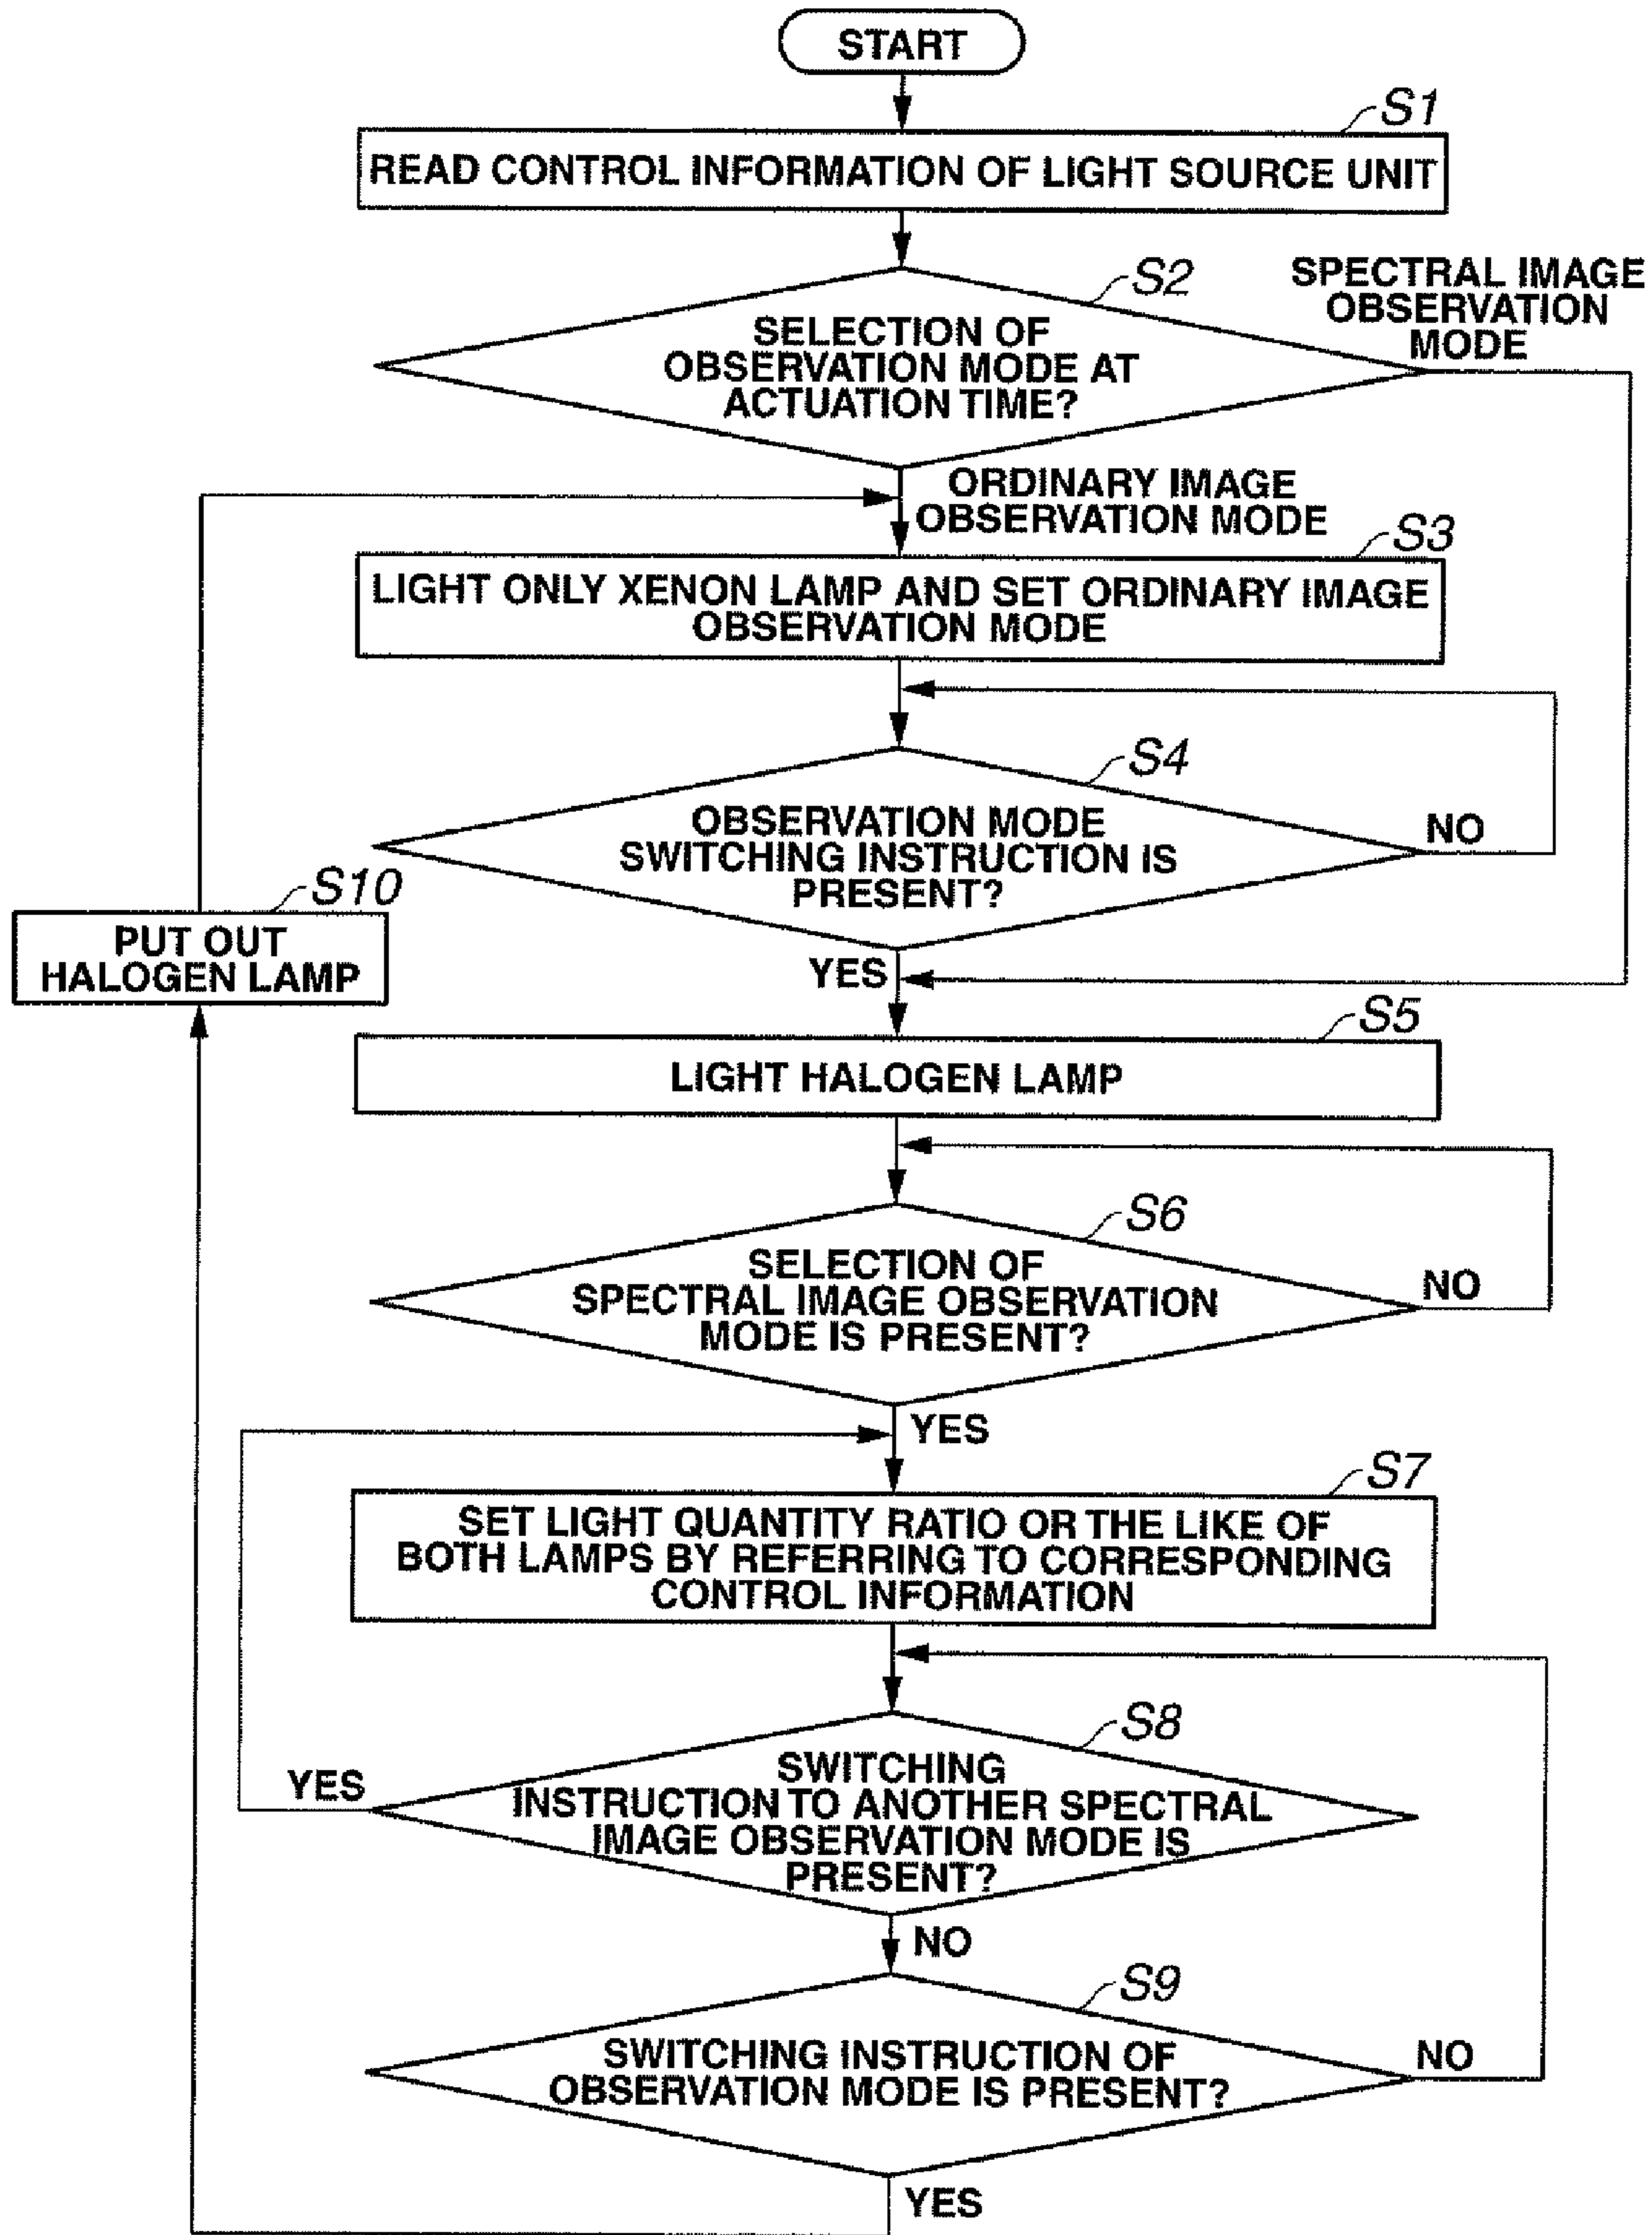 START
S1
READ CONTROL INFORMATION OF LIGHT SOURCE UNIT
S2
SELECTION OF
OBSERVATION MODE AT
ACTUATION TIME?
SPECTRAL IMAGE
OBSERVATION
MODE
ORDINARY IMAGE
OBSERVATION MODE
S3
LIGHT ONLY XENON LAMP AND SET ORDINARY IMAGE
OBSERVATION MODE
S4
OBSERVATION MODE
SWITCHING INSTRUCTION IS
PRESENT?
NO
YES
S10
PUT OUT
HALOGEN LAMP
S5
LIGHT HALOGEN LAMP
S6
SELECTION OF
SPECTRAL IMAGE OBSERVATION
MODE IS PRESENT?
NO
YES
S7
SET LIGHT QUANTITY RATIO OR THE LIKE OF
BOTH LAMPS BY REFERRING TO CORRESPONDING
CONTROL INFORMATION
S8
SWITCHING
INSTRUCTION TO ANOTHER SPECTRAL
IMAGE OBSERVATION MODE IS
PRESENT?
YES
NO
S9
SWITCHING INSTRUCTION OF
OBSERVATION MODE IS PRESENT?
NO
YES